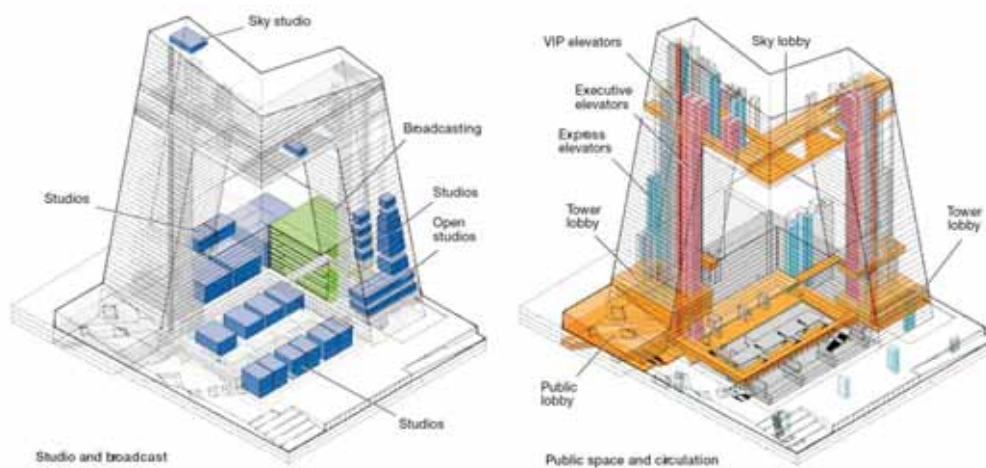 Sky studio
Broadcasting
Studios
Studios
Open
studios
Studios
Studio and broadcast
VIP elevators
Sky lobby
Executive
elevators
Express
elevators
Tower
lobby
Tower
lobby
Public
lobby
Public space and circulation